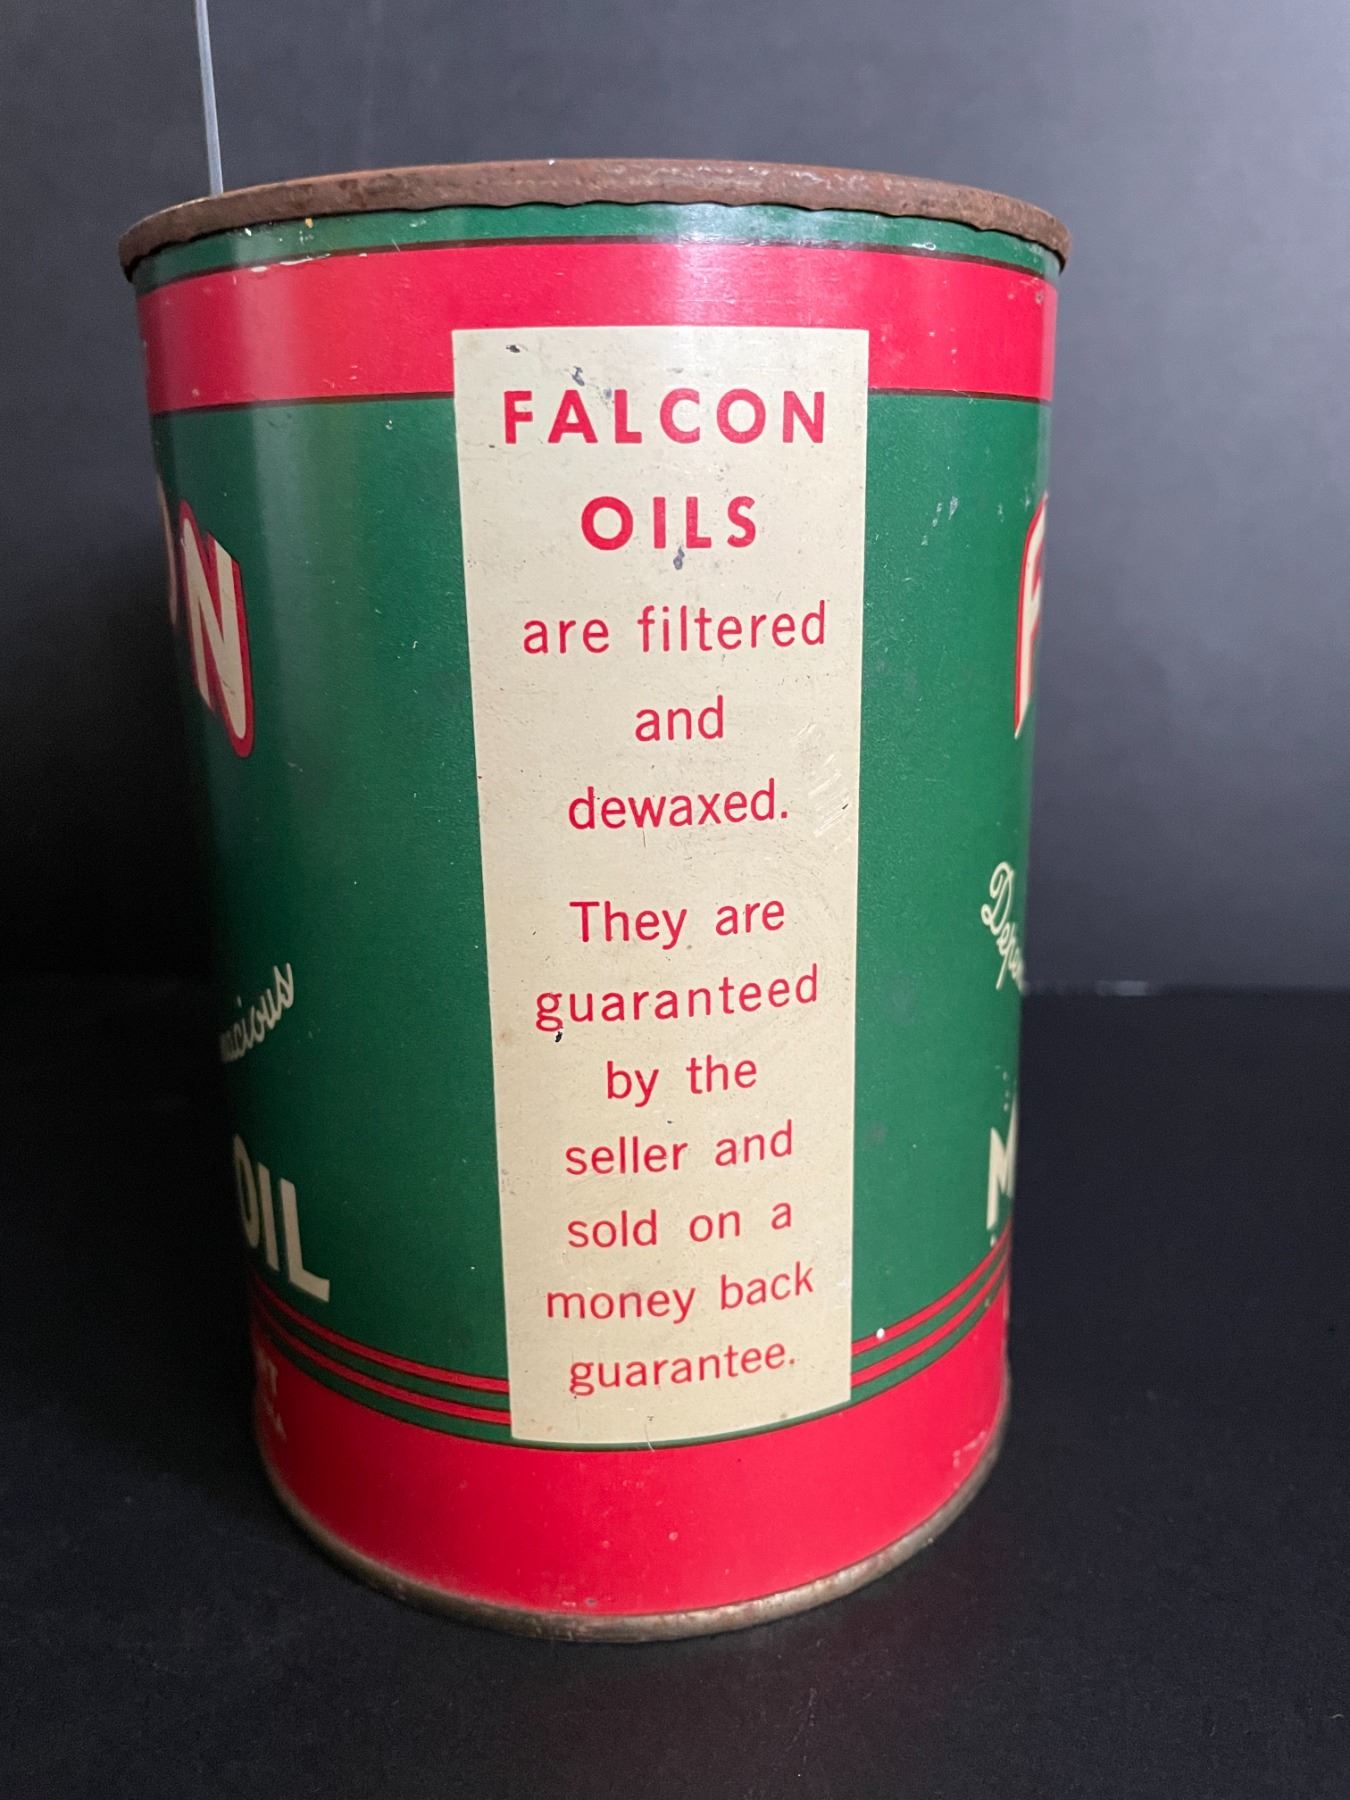 FALCON
OILS
are filtered
and
dewaxed.
They are
guaranteed
by the
seller and
sold on a
money back
guarantee.
OIL